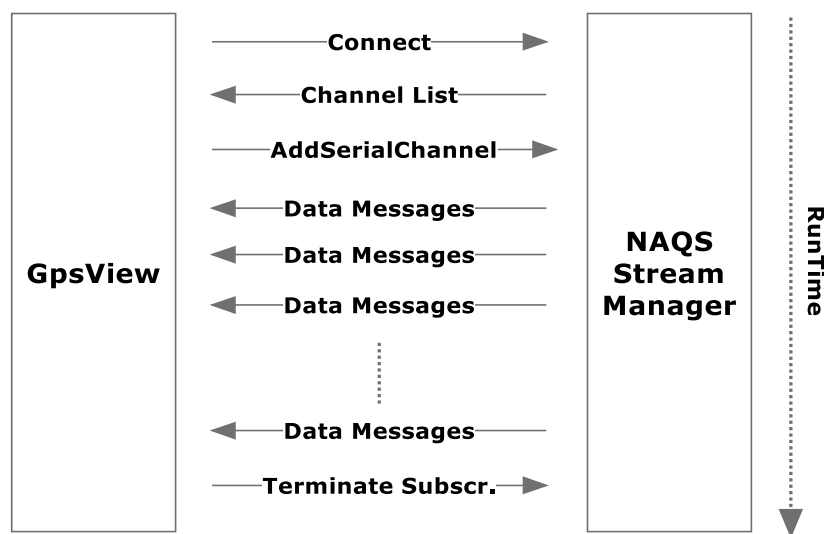 Connect
Channel List
AddSerialChannel
Data Messages
Data Messages
Data Messages
Data Messages
Terminate Subscr.
GpsView
NAQS
Stream
Manager
RunTime